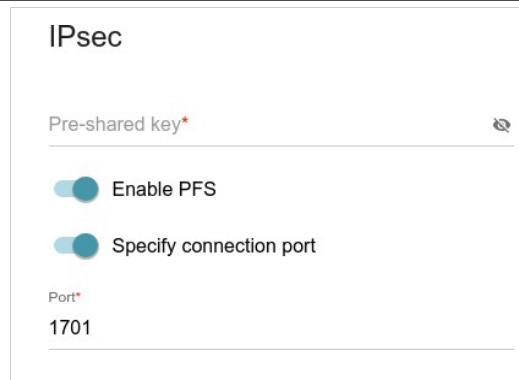 IPsec
Pre-shared key*
Enable PFS
Specify connection port
Port*
1701